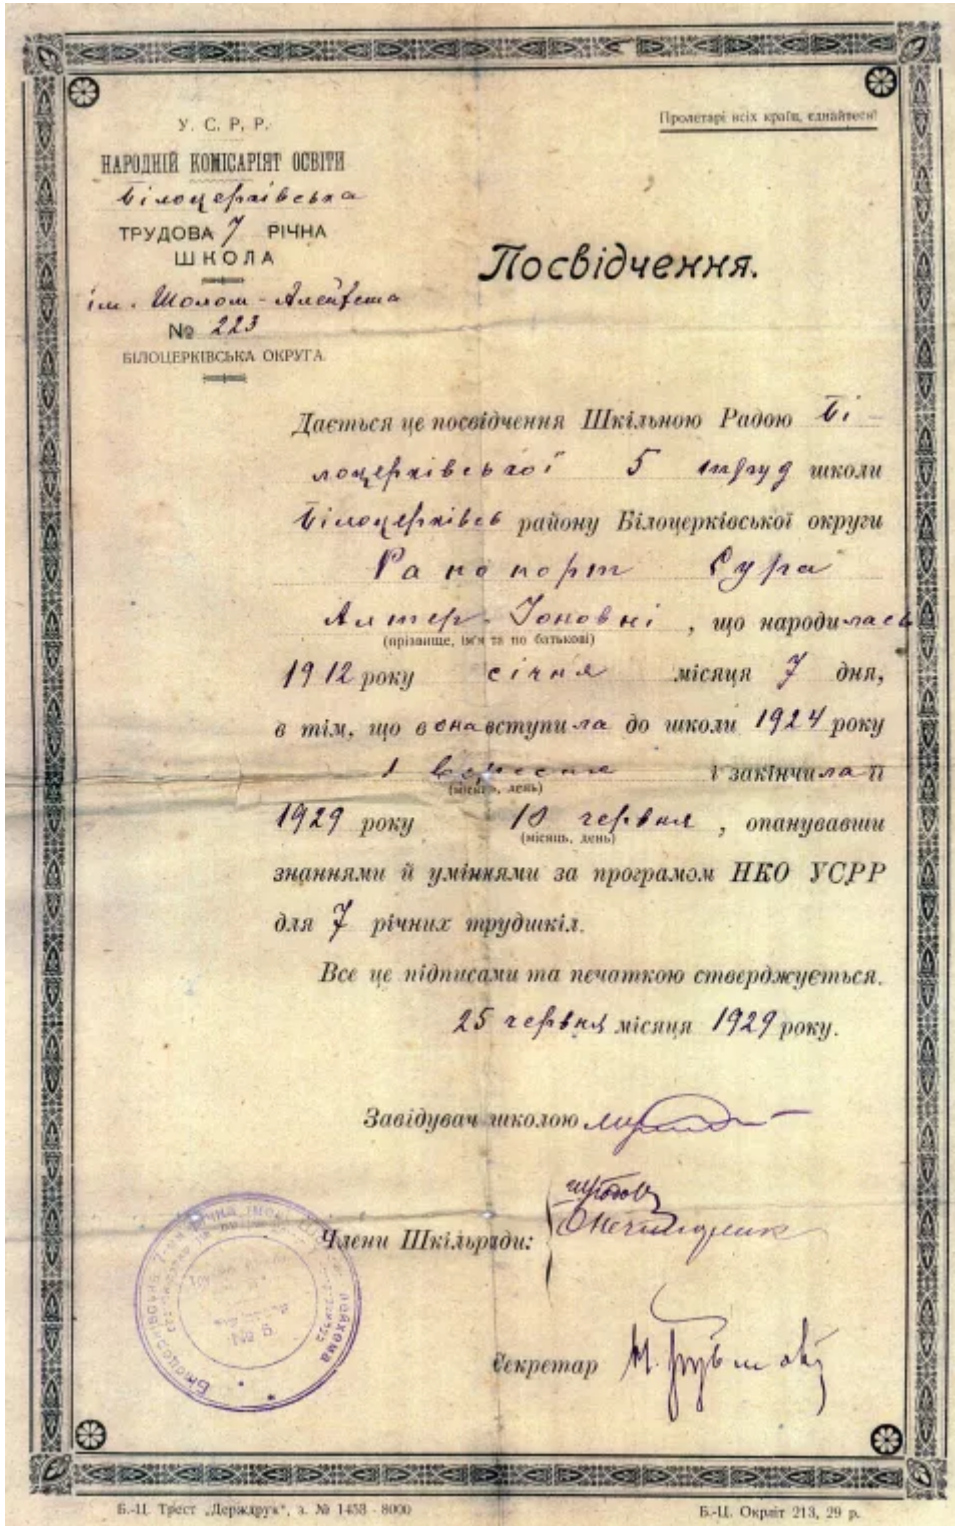 У. С. Р. Р.
НАРОДНІЙ КОМІСАРІЯТ ОСВІТИ
Білоцерківська
ТРУДОВА 7 РІЧНА
ШКОЛА
ім. Шолом-Алейхема
№ 223
БІЛОЦЕРКІВСЬКА ОКРУГА
Пролетарі всіх країн, єднайтеся!
Посвідчення.
Дається це посвідчення Шкільною Радою Бі
лоцерківської 5 труд школи
Білоцерківсь району Білоцерківської округи
Рапопорт Сура
Алтер-Іоновні, що народилась
(прізвище, ім'я та по батькові)
1912 року січня місяця 7 дня,
в тім, що вона вступила до школи 1924 року
1 вересня і закінчила її
(місяць, день)
1929 року 10 червня, опанувавши
(місяць, день)
знаннями й уміннями за програмом НКО УСРР
для 7 річних трудшкіл.
Все це підписами та печаткою стверджується.
25 червня місяця 1929 року.
Завідувач школою
Члени Шкільради:
Секретар
№ 5
Б.-Ц. Трест „Держдрук", з. № 1453 - 8000
Б.-Ц. Окрліт 213, 29 р.